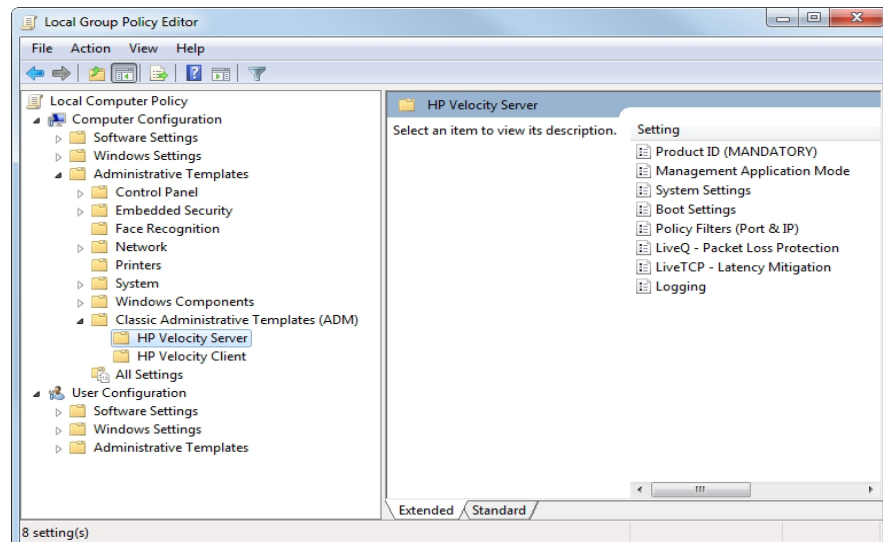 Local Group Policy Editor
File Action View Help
Local Computer Policy
Computer Configuration
Software Settings
Windows Settings
Administrative Templates
Control Panel
Embedded Security
Face Recognition
Network
Printers
System
Windows Components
Classic Administrative Templates (ADM)
HP Velocity Server
HP Velocity Client
All Settings
User Configuration
Software Settings
Windows Settings
Administrative Templates
HP Velocity Server
Select an item to view its description.
Setting
Product ID (MANDATORY)
Management Application Mode
System Settings
Boot Settings
Policy Filters (Port & IP)
LiveQ - Packet Loss Protection
LiveTCP - Latency Mitigation
Logging
Extended Standard
8 setting(s)